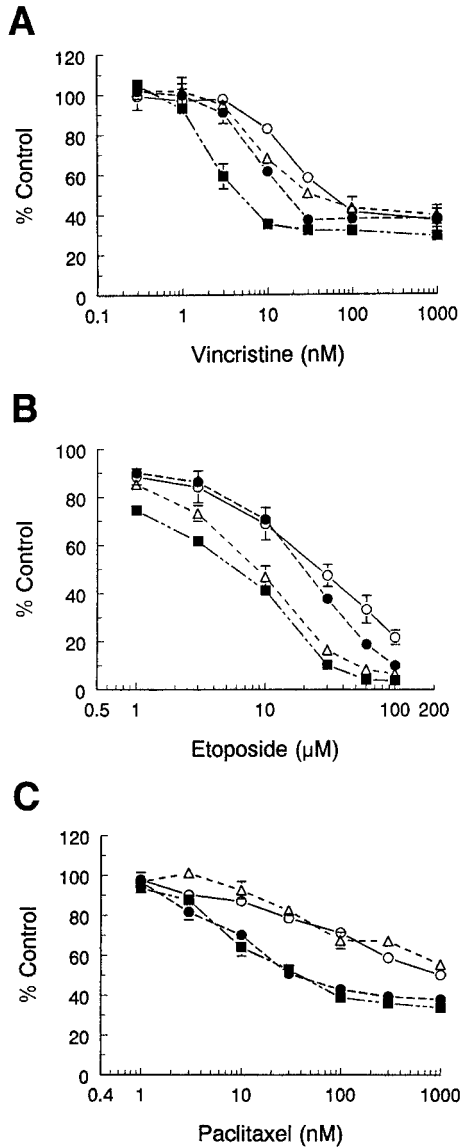 A
120
100
80
60
40
20
0
% Control
0.1 1 10 100 1000
Vincristine (nM)
B
100
80
60
40
20
0
% Control
0.5 1 10 100 200
Etoposide (µM)
C
120
100
80
60
40
20
0
% Control
0.4 1 10 100 1000
Paclitaxel (nM)